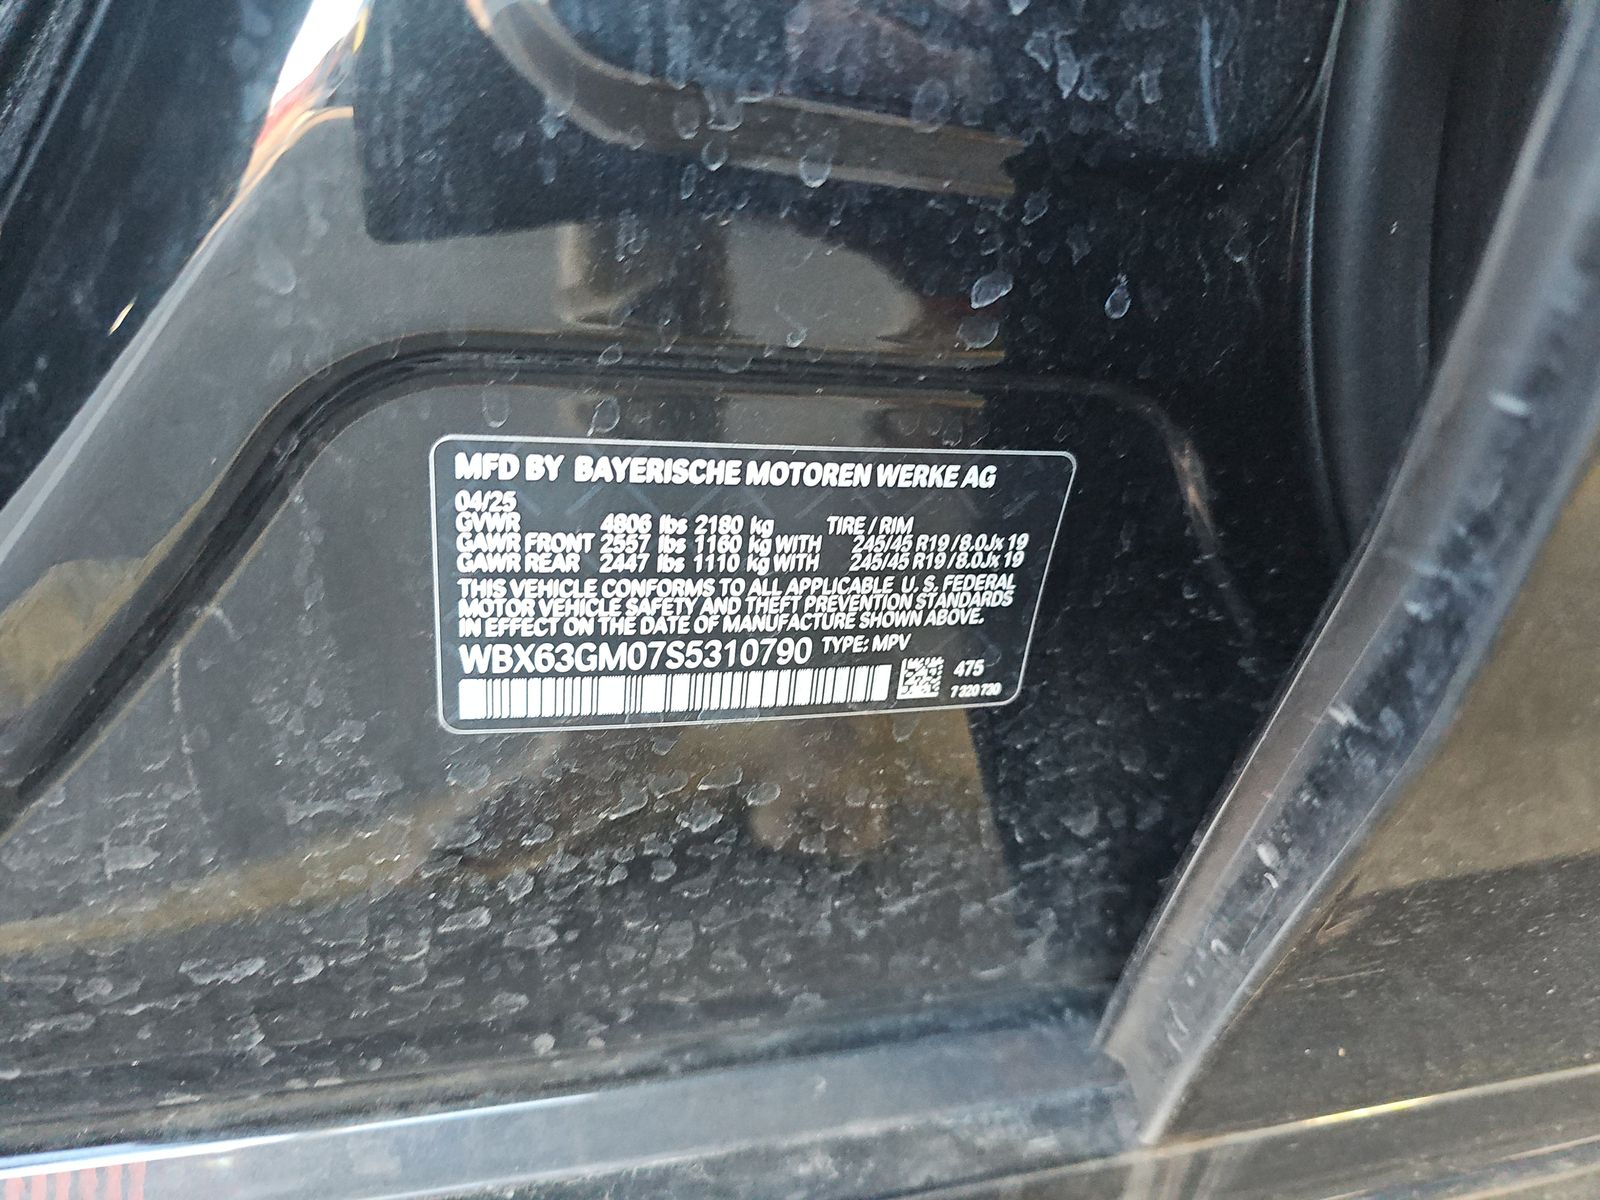 MFD BY BAYERISCHE MOTOREN WERKE AG
04/25
GVWR 4806 lbs 2180 kg TIRE / RIM
GAWR FRONT 2557 lbs 1160 kg WITH 245/45 R19 / 8.0Jx 19
GAWR REAR 2447 lbs 1110 kg WITH 245/45 R19 / 8.0Jx 19
THIS VEHICLE CONFORMS TO ALL APPLICABLE U. S. FEDERAL
MOTOR VEHICLE SAFETY AND THEFT PREVENTION STANDARDS
IN EFFECT ON THE DATE OF MANUFACTURE SHOWN ABOVE.
WBX63GM07S5310790 TYPE: MPV
475
7 320 730